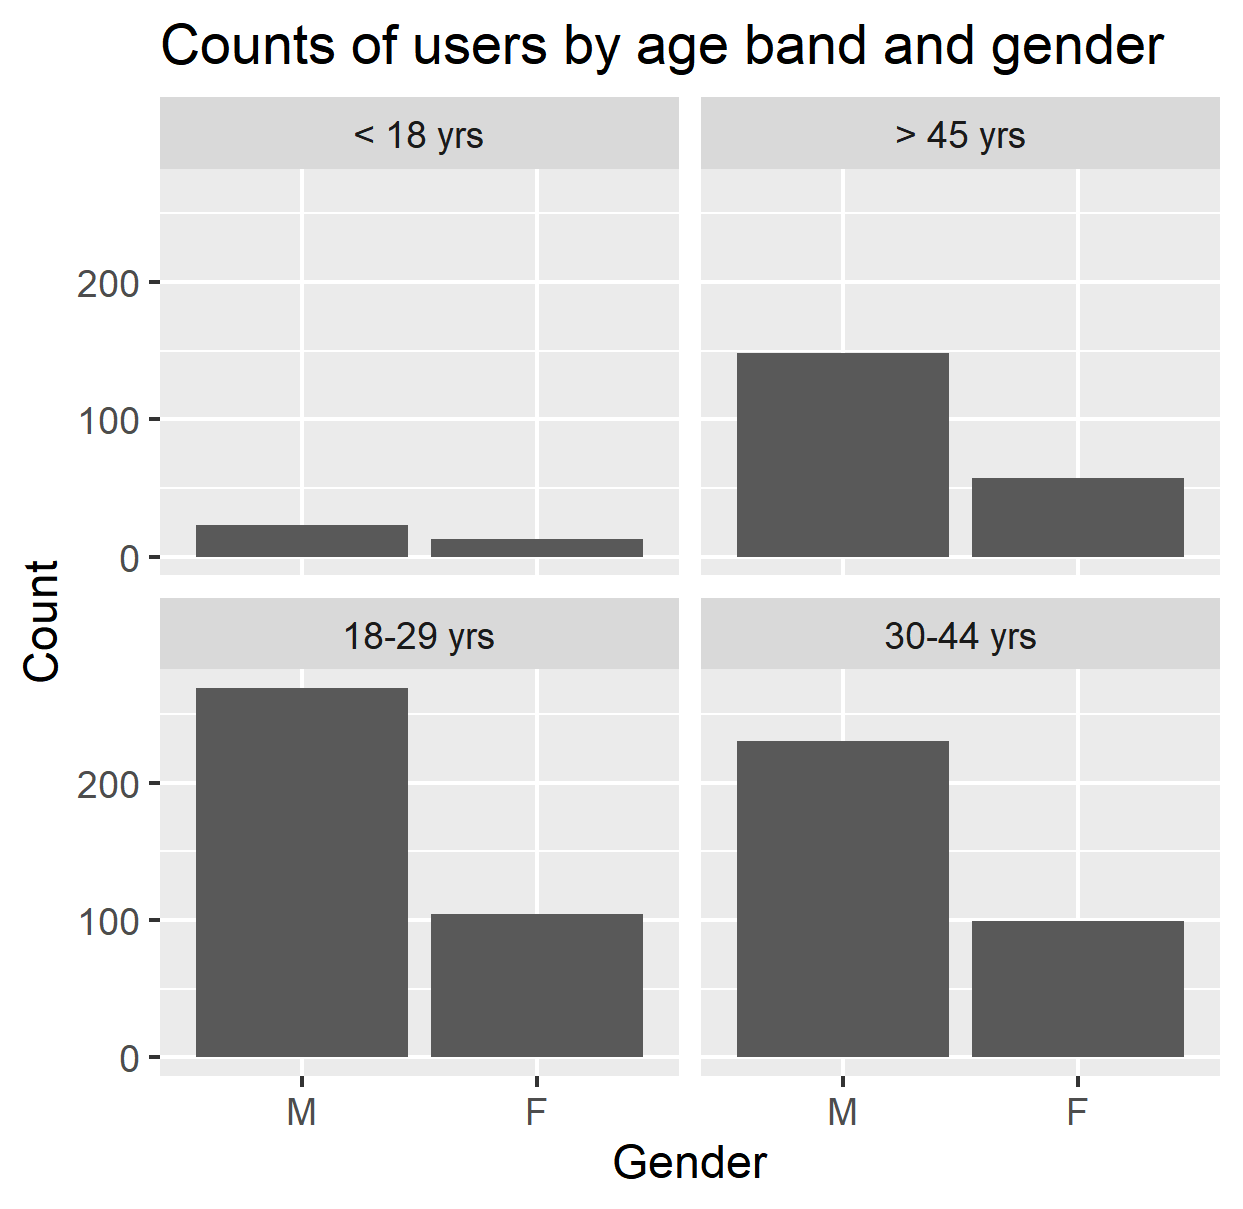 Counts of users by age band and gender
< 18 yrs
> 45 yrs
200
100
0
18-29 yrs
30-44 yrs
200
100
0
M
F
M
F
Gender
Count